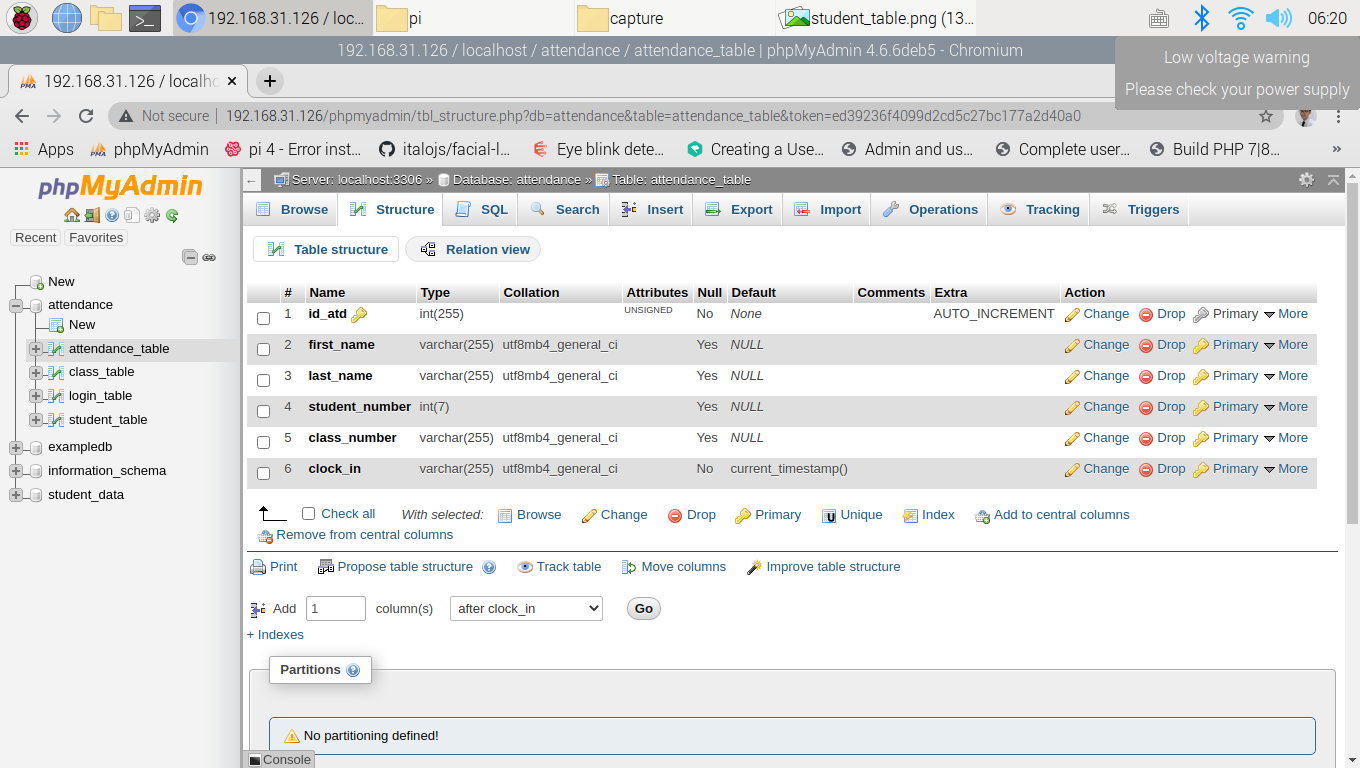 192.168.31.126 / loc...
pi
capture
student_table.png (13...
06:20
192.168.31.126 / localhost / attendance / attendance_table | phpMyAdmin 4.6.6deb5 - Chromium
Low voltage warning
Please check your power supply
192.168.31.126 / localho
Not secure
192.168.31.126/phpmyadmin/tbl_structure.php?db=attendance&table=attendance_table&token=ed39236f4099d2cd5c27bc177a2d40a0
Apps phpMyAdmin pi 4 - Error inst... italojs/facial-l... Eye blink dete... Creating a Use... Admin and us... Complete user... Build PHP 7|8... »
phpMyAdmin
Recent Favorites
New
attendance
New
attendance_table
class_table
login_table
student_table
exampledb
information_schema
student_data
Server: localhost:3306 » Database: attendance » Table: attendance_table
Browse Structure SQL Search Insert Export Import Operations Tracking Triggers
Table structure Relation view
# Name Type Collation Attributes Null Default Comments Extra Action
1 id_atd int(255) UNSIGNED No None AUTO_INCREMENT Change Drop Primary More
2 first_name varchar(255) utf8mb4_general_ci Yes NULL Change Drop Primary More
3 last_name varchar(255) utf8mb4_general_ci Yes NULL Change Drop Primary More
4 student_number int(7) Yes NULL Change Drop Primary More
5 class_number varchar(255) utf8mb4_general_ci Yes NULL Change Drop Primary More
6 clock_in varchar(255) utf8mb4_general_ci No current_timestamp() Change Drop Primary More
Check all With selected: Browse Change Drop Primary Unique Index Add to central columns
Remove from central columns
Print Propose table structure Track table Move columns Improve table structure
Add 1 column(s) after clock_in Go
+ Indexes
Partitions
No partitioning defined!
Console